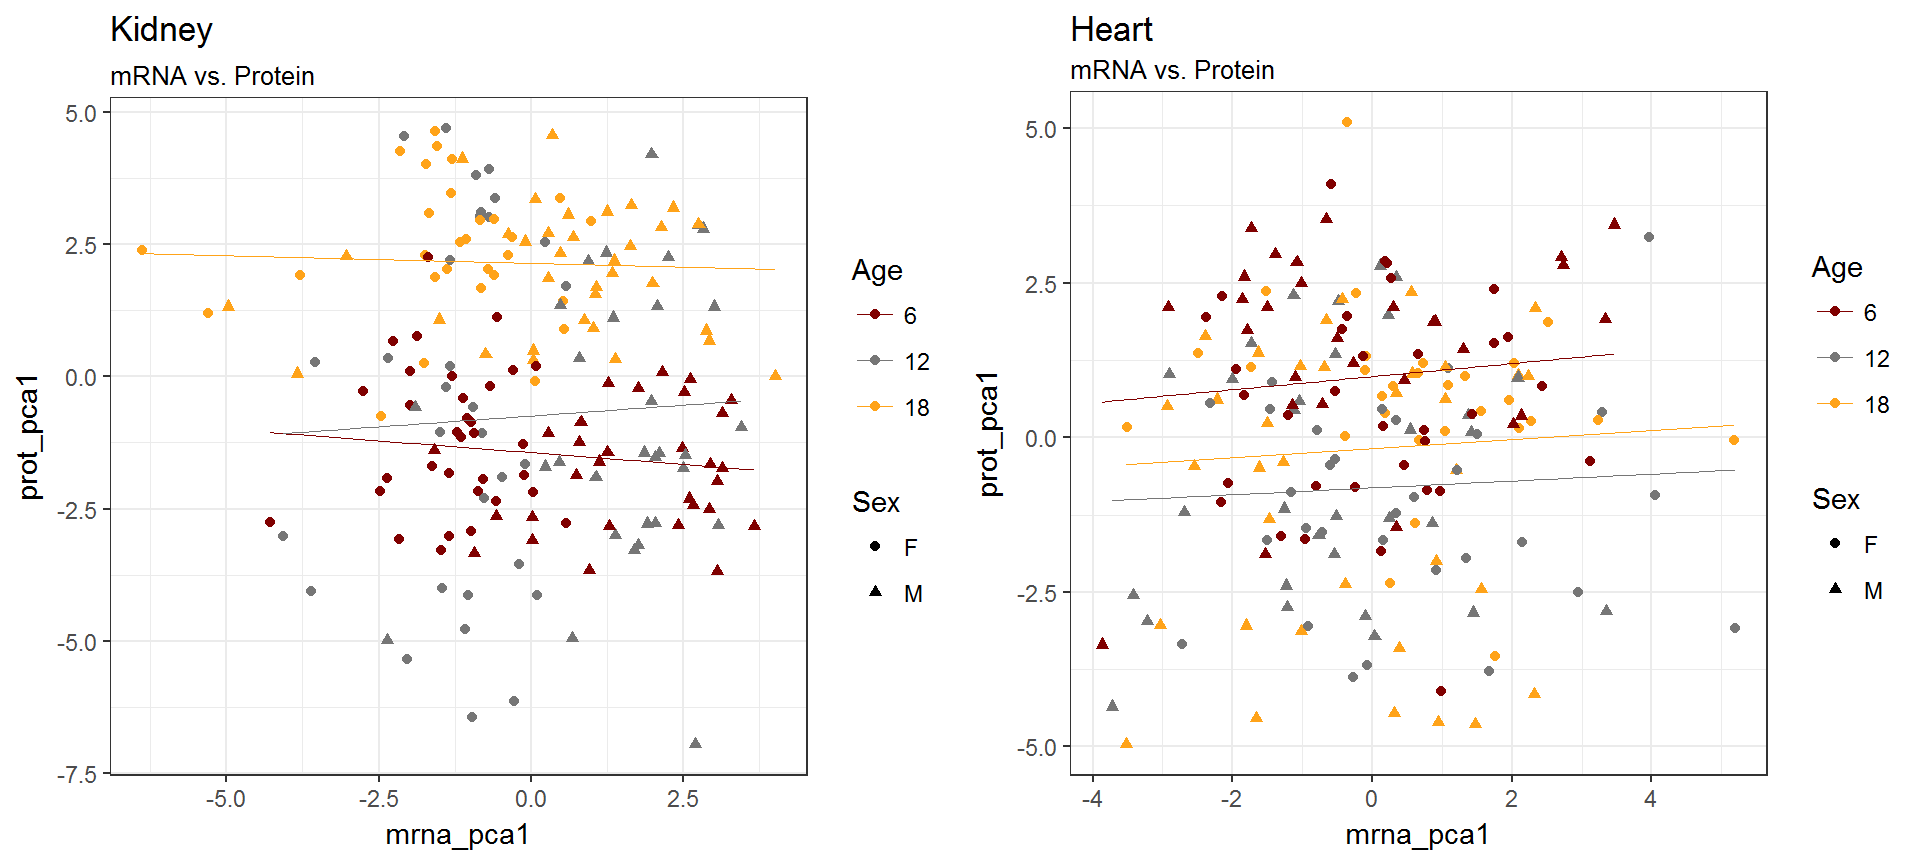 Kidney
mRNA vs. Protein
5.0
2.5
0.0
-2.5
-5.0
-7.5
prot_pca1
-5.0
-2.5
0.0
2.5
mrna_pca1
Age
6
12
18
Sex
F
M
Heart
mRNA vs. Protein
5.0
2.5
0.0
-2.5
-5.0
prot_pca1
-4
-2
0
2
4
mrna_pca1
Age
6
12
18
Sex
F
M